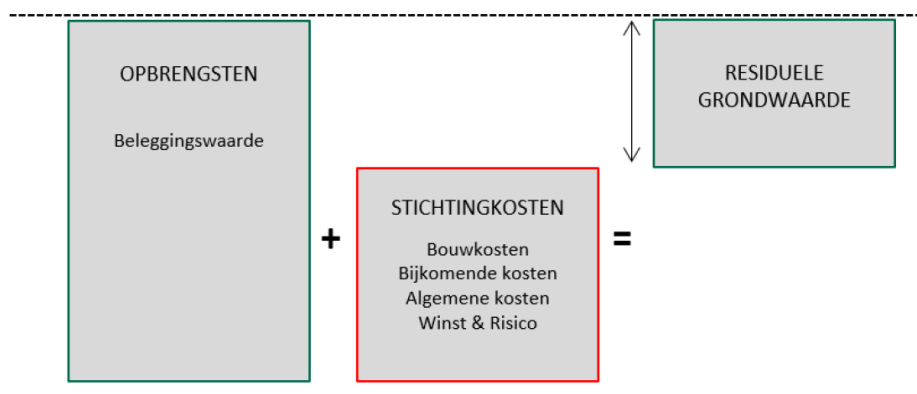 OPBRENGSTEN
Beleggingswaarde
+
STICHTINGKOSTEN
Bouwkosten
Bijkomende kosten
Algemene kosten
Winst & Risico
=
RESIDUELE
GRONDWAARDE